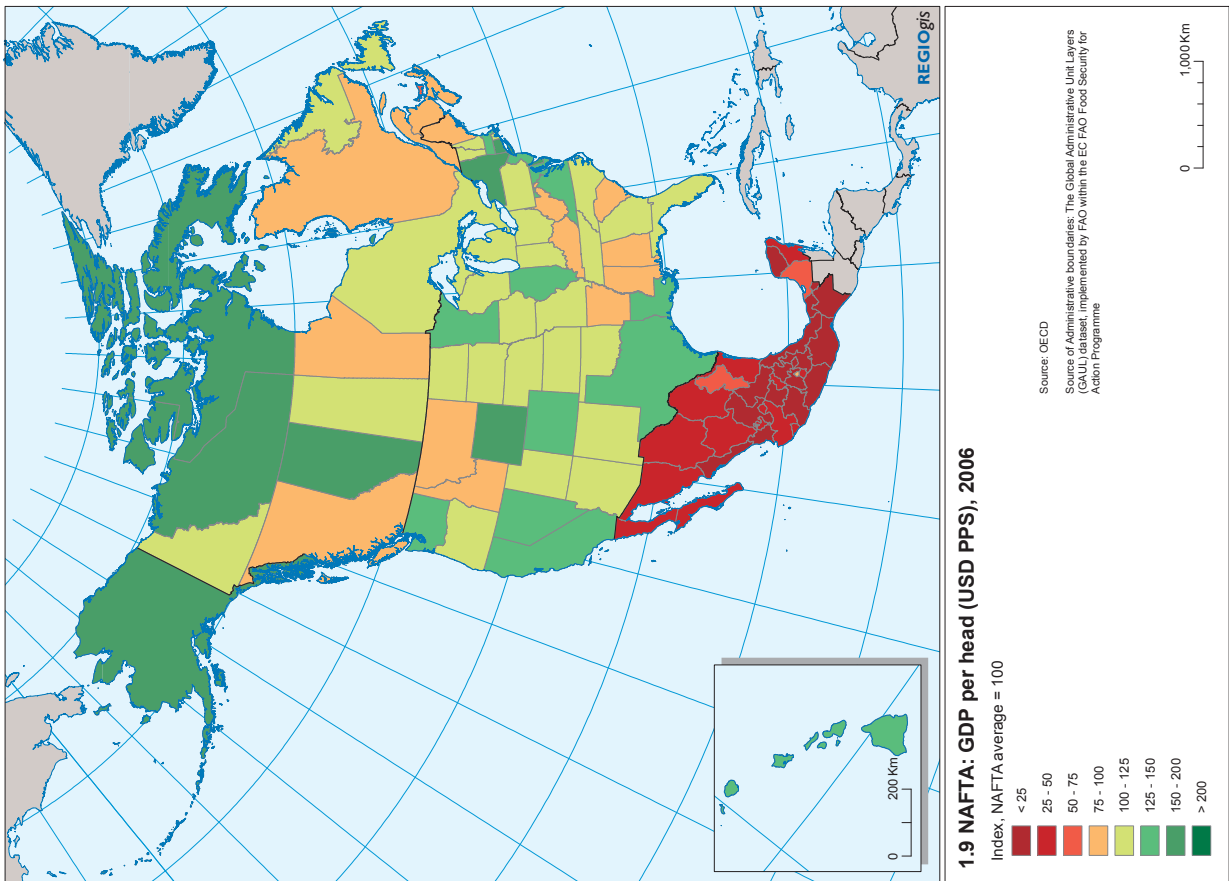 1.9 NAFTA: GDP per head (USD PPS), 2006
Index, NAFTA average = 100
< 25
25 - 50
50 - 75
75 - 100
100 - 125
125 - 150
150 - 200
> 200
Source: OECD
Source of Administrative boundaries: The Global Administrative Unit Layers
(GAUL) dataset, implemented by FAO within the EC FAO Food Security for
Action Programme
0 1,000 Km
0 200 Km
REGIOgis